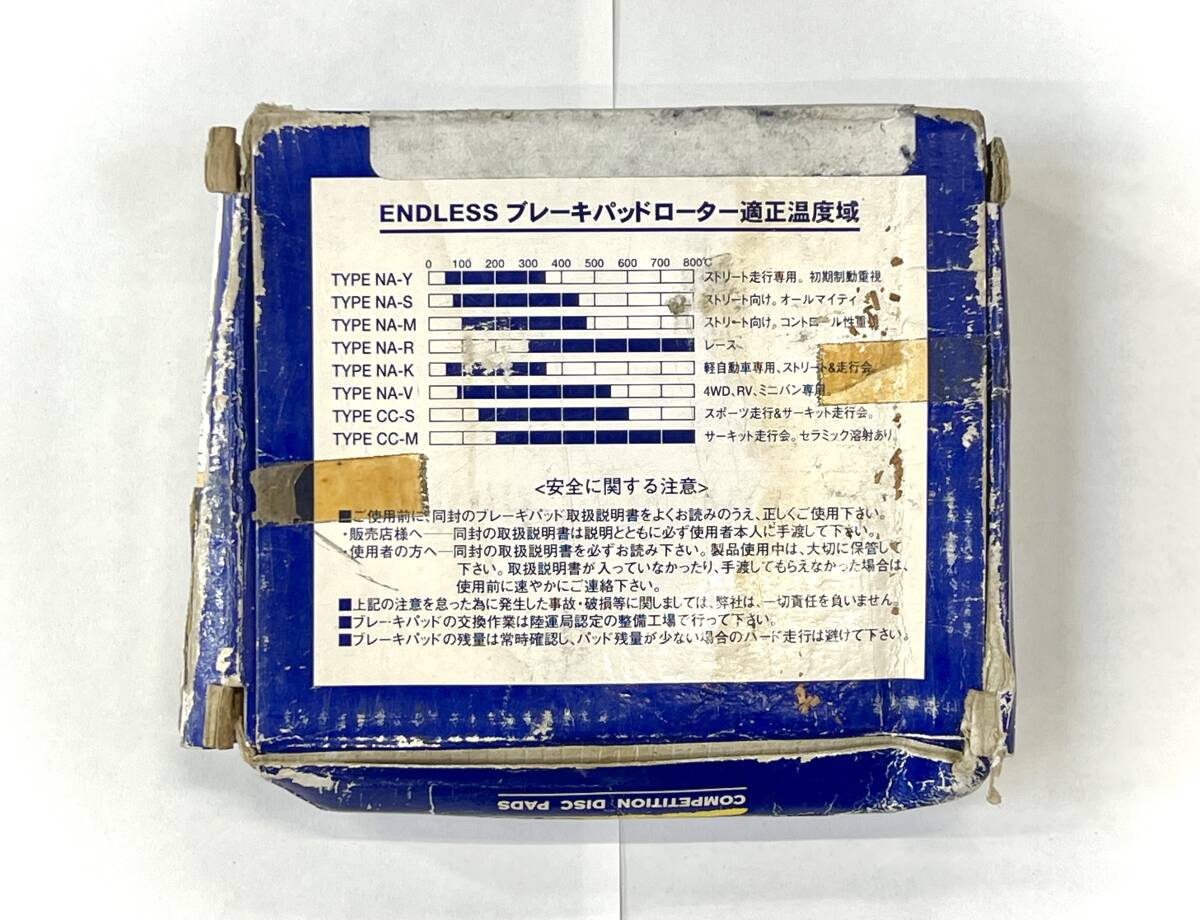 ENDLESS ブレーキパッドローター適正温度域
0 100 200 300 400 500 600 700 800℃
TYPE NA-Y ストリート走行専用。初期制動重視
TYPE NA-S ストリート向け。オールマイティ
TYPE NA-M ストリート向け。コントロール性重視
TYPE NA-R レース
TYPE NA-K 軽自動車専用、ストリート&走行会。
TYPE NA-V 4WD、RV、ミニバン専用。
TYPE CC-S スポーツ走行&サーキット走行会。
TYPE CC-M サーキット走行会。セラミック溶射あり。
<安全に関する注意>
■ご使用前に、同封のブレーキパッド取扱説明書をよくお読みのうえ、正しくご使用下さい。
・販売店様へ──同封の取扱説明書は説明とともに必ず使用者本人に手渡して下さい。
・使用者の方へ─同封の取扱説明書を必ずお読み下さい。製品使用中は、大切に保管して
下さい。取扱説明書が入っていなかったり、手渡してもらえなかった場合は、
使用前に速やかにご連絡下さい。
■上記の注意を怠った為に発生した事故・破損等に関しましては、弊社は、一切責任を負いません。
■ブレーキパッドの交換作業は陸運局認定の整備工場で行って下さい。
■ブレーキパッドの残量は常時確認し、パッド残量が少ない場合のハード走行は避けて下さい。
COMPETITION DISC PADS